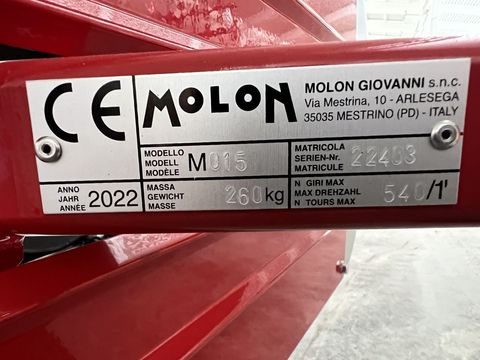 CE MOLON
MOLON GIOVANNI s.n.c.
Via Mestrina, 10 - ARLESEGA
35035 MESTRINO (PD) - ITALY
MODELLO
MODELL
MODÈLE
M015
MATRICOLA
SERIEN-Nr.
MATRICULE
22403
ANNO
JAHR
ANNÉE
2022
MASSA
GEWICHT
MASSE
260kg
N GIRI MAX
MAX DREHZAHL
N TOURS MAX
540/1'